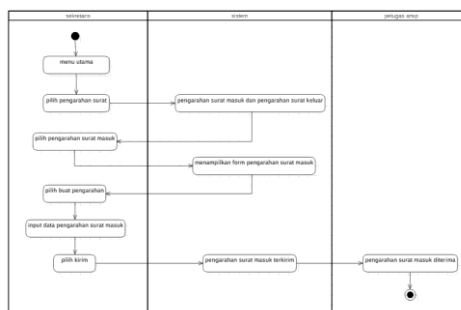 sekretaris
sistem
petugas arsip
menu utama
pilih pengarahan surat
pengarahan surat masuk dan pengarahan surat keluar
pilih pengarahan surat masuk
menampilkan form pengarahan surat masuk
pilih buat pengarahan
input data pengarahan surat masuk
pilih kirim
pengarahan surat masuk terkirim
pengarahan surat masuk diterima